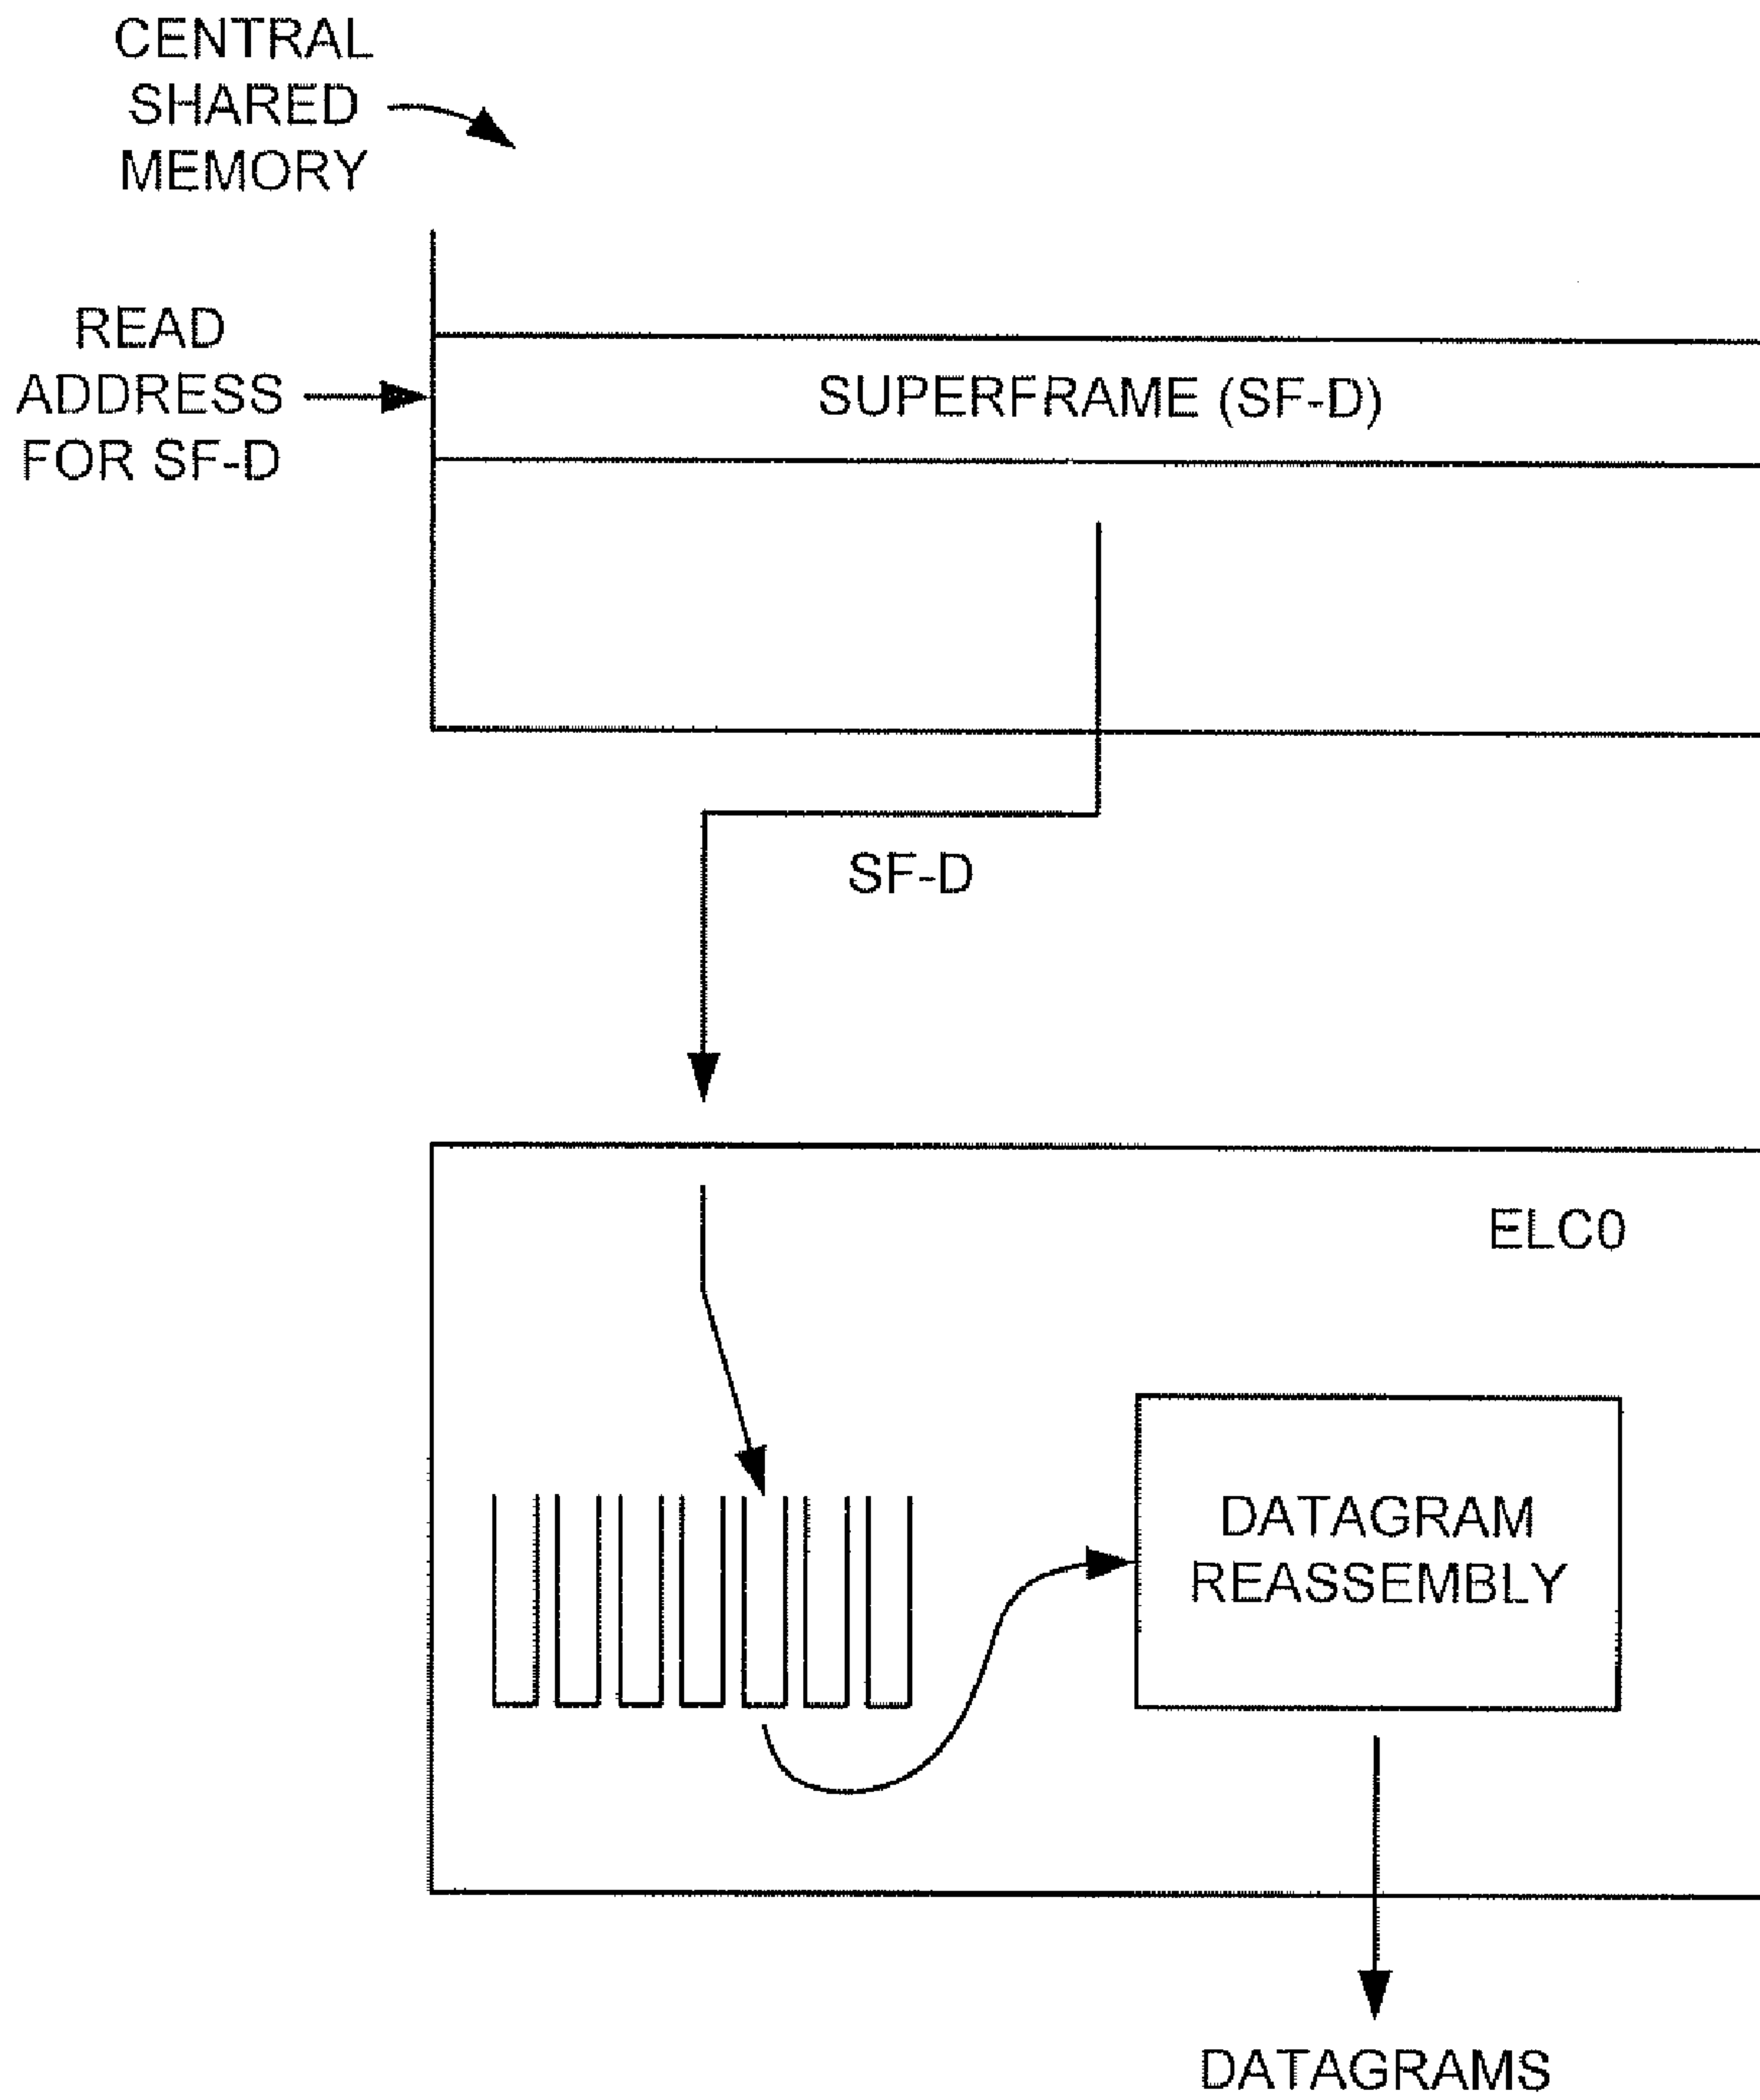 CENTRAL
SHARED
MEMORY
READ
ADDRESS
FOR SF-D
SUPERFRAME (SF-D)
SF-D
ELC0
DATAGRAM
REASSEMBLY
DATAGRAMS